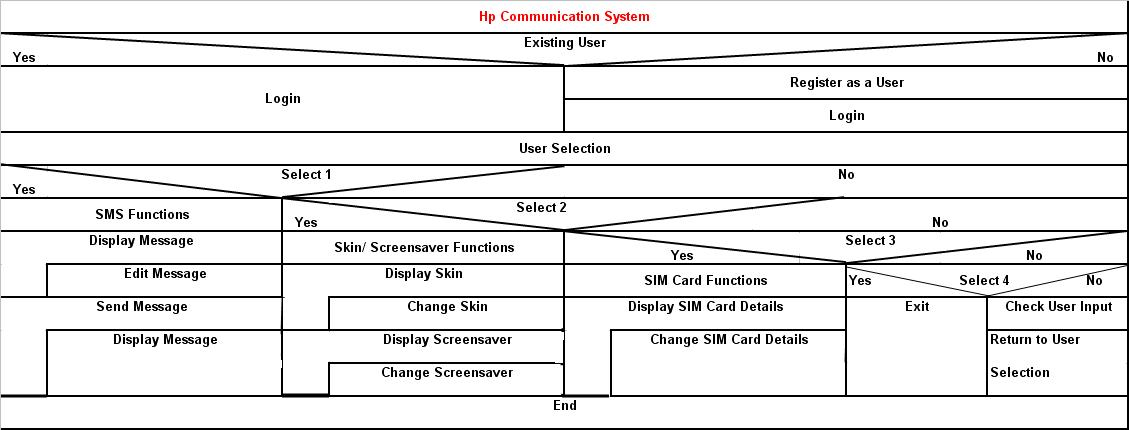 Hp Communication System
Existing User
Yes
No
Register as a User
Login
Login
User Selection
Select 1
No
Yes
SMS Functions
Select 2
Yes
No
Display Message
Skin/ Screensaver Functions
Select 3
Yes
No
Edit Message
Display Skin
SIM Card Functions
Yes
Select 4
No
Send Message
Change Skin
Display SIM Card Details
Exit
Check User Input
Display Message
Display Screensaver
Change SIM Card Details
Return to User
Selection
Change Screensaver
End